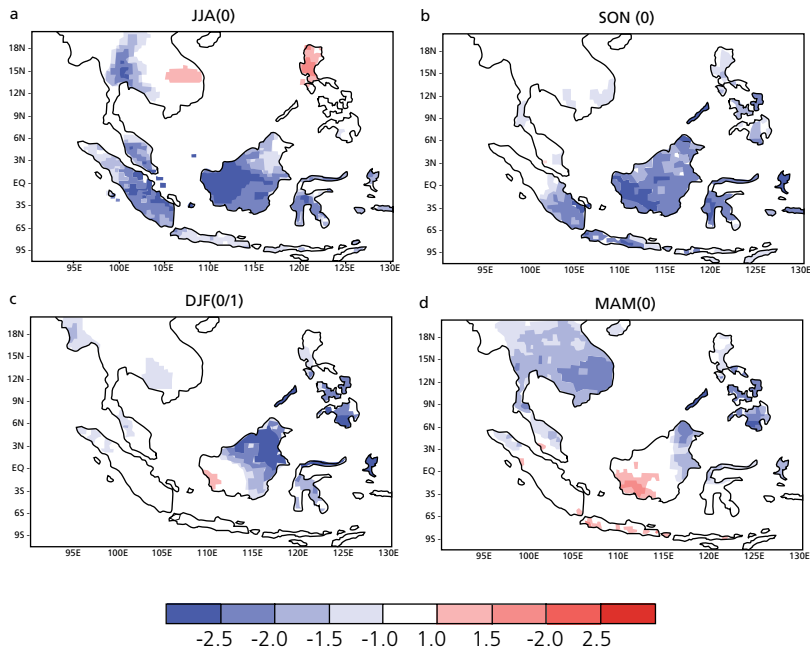 a JJA(0) b SON (0)
18N 18N
15N 15N
12N 12N
9N 9N
6N 6N
3N 3N
EQ EQ
3S 3S
6S 6S
9S 9S
95E 100E 105E 110E 115E 120E 125E 130E 95E 100E 105E 110E 115E 120E 125E 130E
c DJF(0/1) d MAM(0)
18N 18N
15N 15N
12N 12N
9N 9N
6N 6N
3N 3N
EQ EQ
3S 3S
6S 6S
9S 9S
95E 100E 105E 110E 115E 120E 125E 130E 95E 100E 105E 110E 115E 120E 125E 130E
-2.5 -2.0 -1.5 -1.0 1.0 1.5 -2.0 2.5